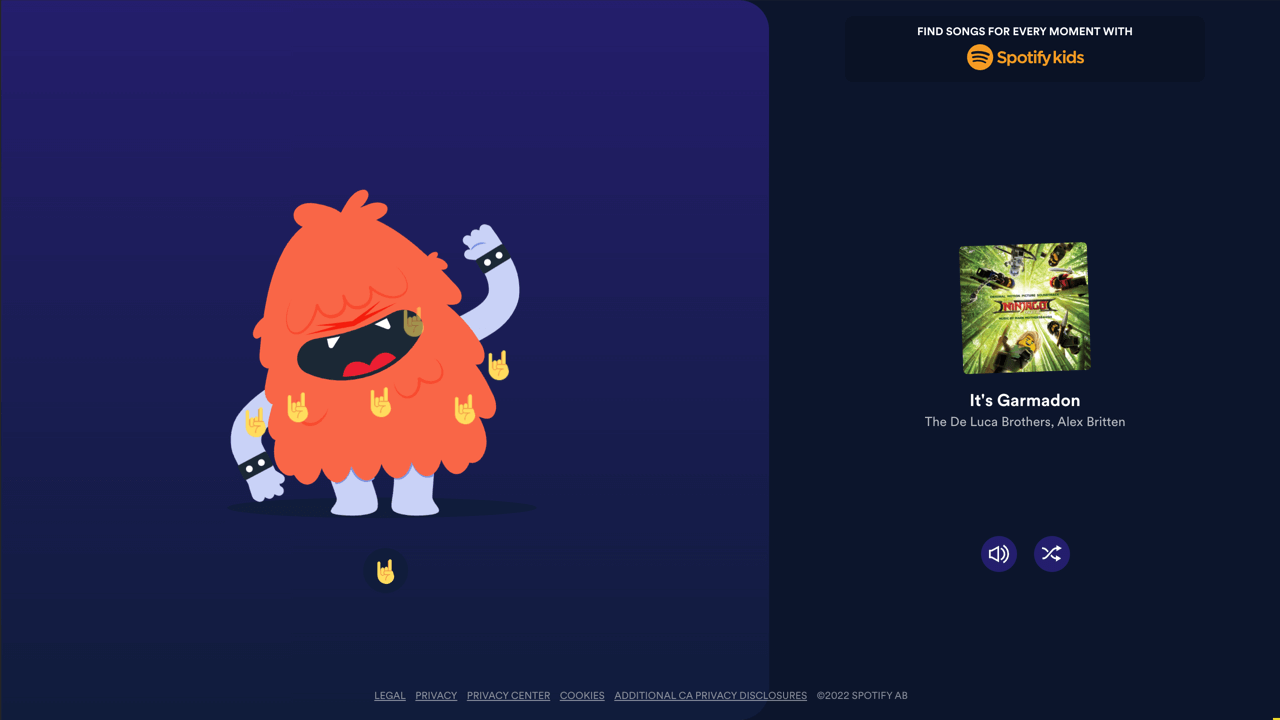 FIND SONGS FOR EVERY MOMENT WITH
Spotify kids
NINJAGO
It's Garmadon
The De Luca Brothers, Alex Britten
LEGAL PRIVACY PRIVACY CENTER COOKIES ADDITIONAL CA PRIVACY DISCLOSURES ©2022 SPOTIFY AB